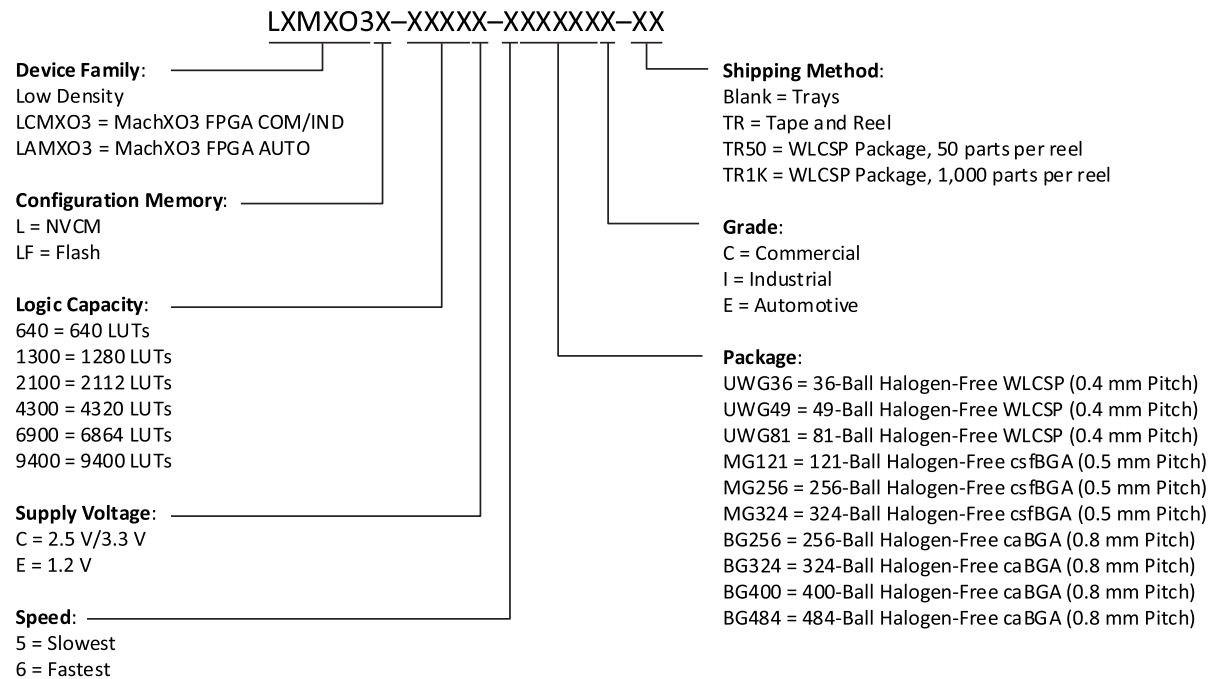 LXMXO3X–XXXXX–XXXXXXX–XX
Device Family:
Low Density
LCMXO3 = MachXO3 FPGA COM/IND
LAMXO3 = MachXO3 FPGA AUTO
Configuration Memory:
L = NVCM
LF = Flash
Logic Capacity:
640 = 640 LUTs
1300 = 1280 LUTs
2100 = 2112 LUTs
4300 = 4320 LUTs
6900 = 6864 LUTs
9400 = 9400 LUTs
Supply Voltage:
C = 2.5 V/3.3 V
E = 1.2 V
Speed:
5 = Slowest
6 = Fastest
Shipping Method:
Blank = Trays
TR = Tape and Reel
TR50 = WLCSP Package, 50 parts per reel
TR1K = WLCSP Package, 1,000 parts per reel
Grade:
C = Commercial
I = Industrial
E = Automotive
Package:
UWG36 = 36-Ball Halogen-Free WLCSP (0.4 mm Pitch)
UWG49 = 49-Ball Halogen-Free WLCSP (0.4 mm Pitch)
UWG81 = 81-Ball Halogen-Free WLCSP (0.4 mm Pitch)
MG121 = 121-Ball Halogen-Free csfBGA (0.5 mm Pitch)
MG256 = 256-Ball Halogen-Free csfBGA (0.5 mm Pitch)
MG324 = 324-Ball Halogen-Free csfBGA (0.5 mm Pitch)
BG256 = 256-Ball Halogen-Free caBGA (0.8 mm Pitch)
BG324 = 324-Ball Halogen-Free caBGA (0.8 mm Pitch)
BG400 = 400-Ball Halogen-Free caBGA (0.8 mm Pitch)
BG484 = 484-Ball Halogen-Free caBGA (0.8 mm Pitch)